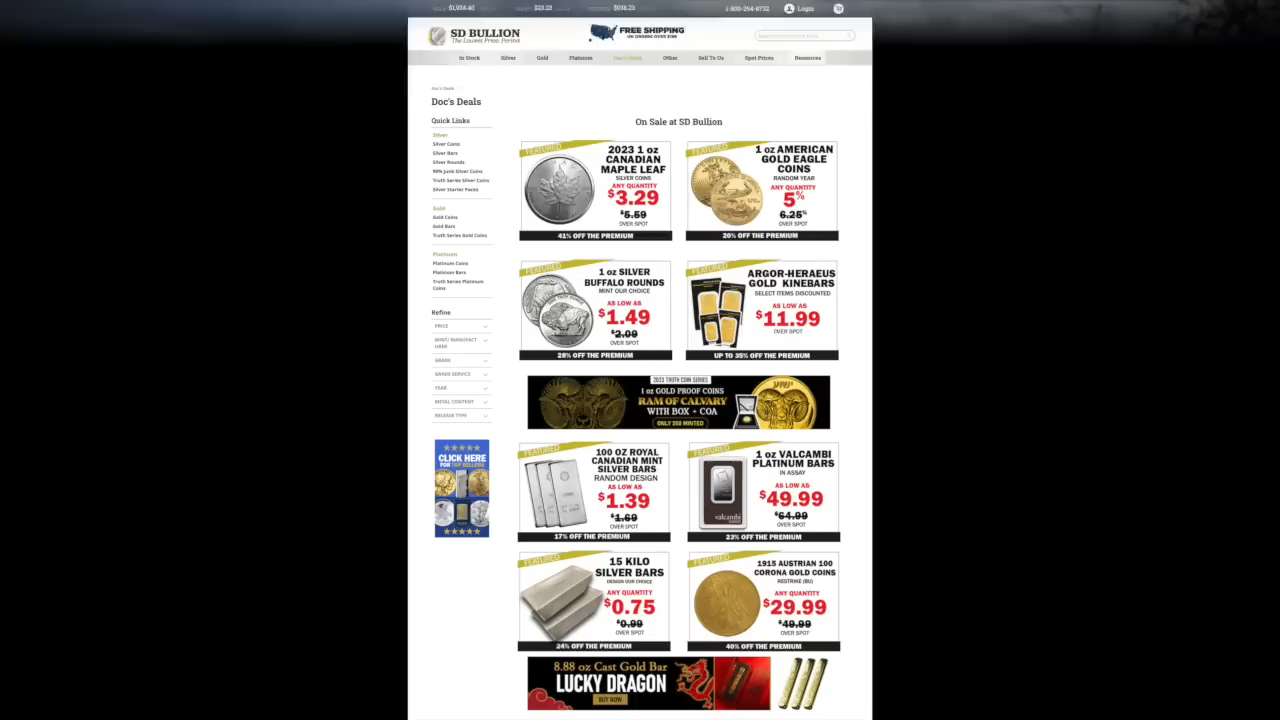 $1,934.40
$23.23
$938.23
1-800-294-8732
Login
SD BULLION
The Lowest Price. Period.
FREE SHIPPING
ON ORDERS OVER $199
In Stock
Silver
Gold
Platinum
Doc's Deals
Other
Sell To Us
Spot Prices
Resources
Doc's Deals
Doc's Deals
Quick Links
Silver
Silver Coins
Silver Bars
Silver Rounds
90% Junk Silver Coins
Truth Series Silver Coins
Silver Starter Packs
Gold
Gold Coins
Gold Bars
Truth Series Gold Coins
Platinum
Platinum Coins
Platinum Bars
Truth Series Platinum
Coins
Refine
PRICE
MINT/ MANUFACT
URER
GRADE
GRADE SERVICE
YEAR
METAL CONTENT
RELEASE TYPE
CLICK HERE
FOR TOP SELLING
On Sale at SD Bullion
FEATURED
2023 1 oz
CANADIAN
MAPLE LEAF
SILVER COINS
ANY QUANTITY
$3.29
$5.59
OVER SPOT
41% OFF THE PREMIUM
FEATURED
1 oz AMERICAN
GOLD EAGLE
COINS
RANDOM YEAR
ANY QUANTITY
5%
6.25%
OVER SPOT
20% OFF THE PREMIUM
FEATURED
1 oz SILVER
BUFFALO ROUNDS
MINT OUR CHOICE
AS LOW AS
$1.49
$2.09
OVER SPOT
28% OFF THE PREMIUM
FEATURED
ARGOR-HERAEUS
GOLD KINEBARS
SELECT ITEMS DISCOUNTED
AS LOW AS
$11.99
OVER SPOT
UP TO 35% OFF THE PREMIUM
2023 TRUTH COIN SERIES
1 oz GOLD PROOF COINS
RAM OF CALVARY
WITH BOX + COA
ONLY 250 MINTED
FEATURED
100 OZ ROYAL
CANADIAN MINT
SILVER BARS
RANDOM DESIGN
AS LOW AS
$1.39
$1.69
OVER SPOT
17% OFF THE PREMIUM
FEATURED
1 oz VALCAMBI
PLATINUM BARS
IN ASSAY
AS LOW AS
$49.99
$64.99
OVER SPOT
valcambi
23% OFF THE PREMIUM
FEATURED
15 KILO
SILVER BARS
DESIGN OUR CHOICE
ANY QUANTITY
$0.75
$0.99
OVER SPOT
24% OFF THE PREMIUM
FEATURED
1915 AUSTRIAN 100
CORONA GOLD COINS
RESTRIKE (BU)
ANY QUANTITY
$29.99
$49.99
OVER SPOT
40% OFF THE PREMIUM
8.88 oz Cast Gold Bar
LUCKY DRAGON
BUY NOW